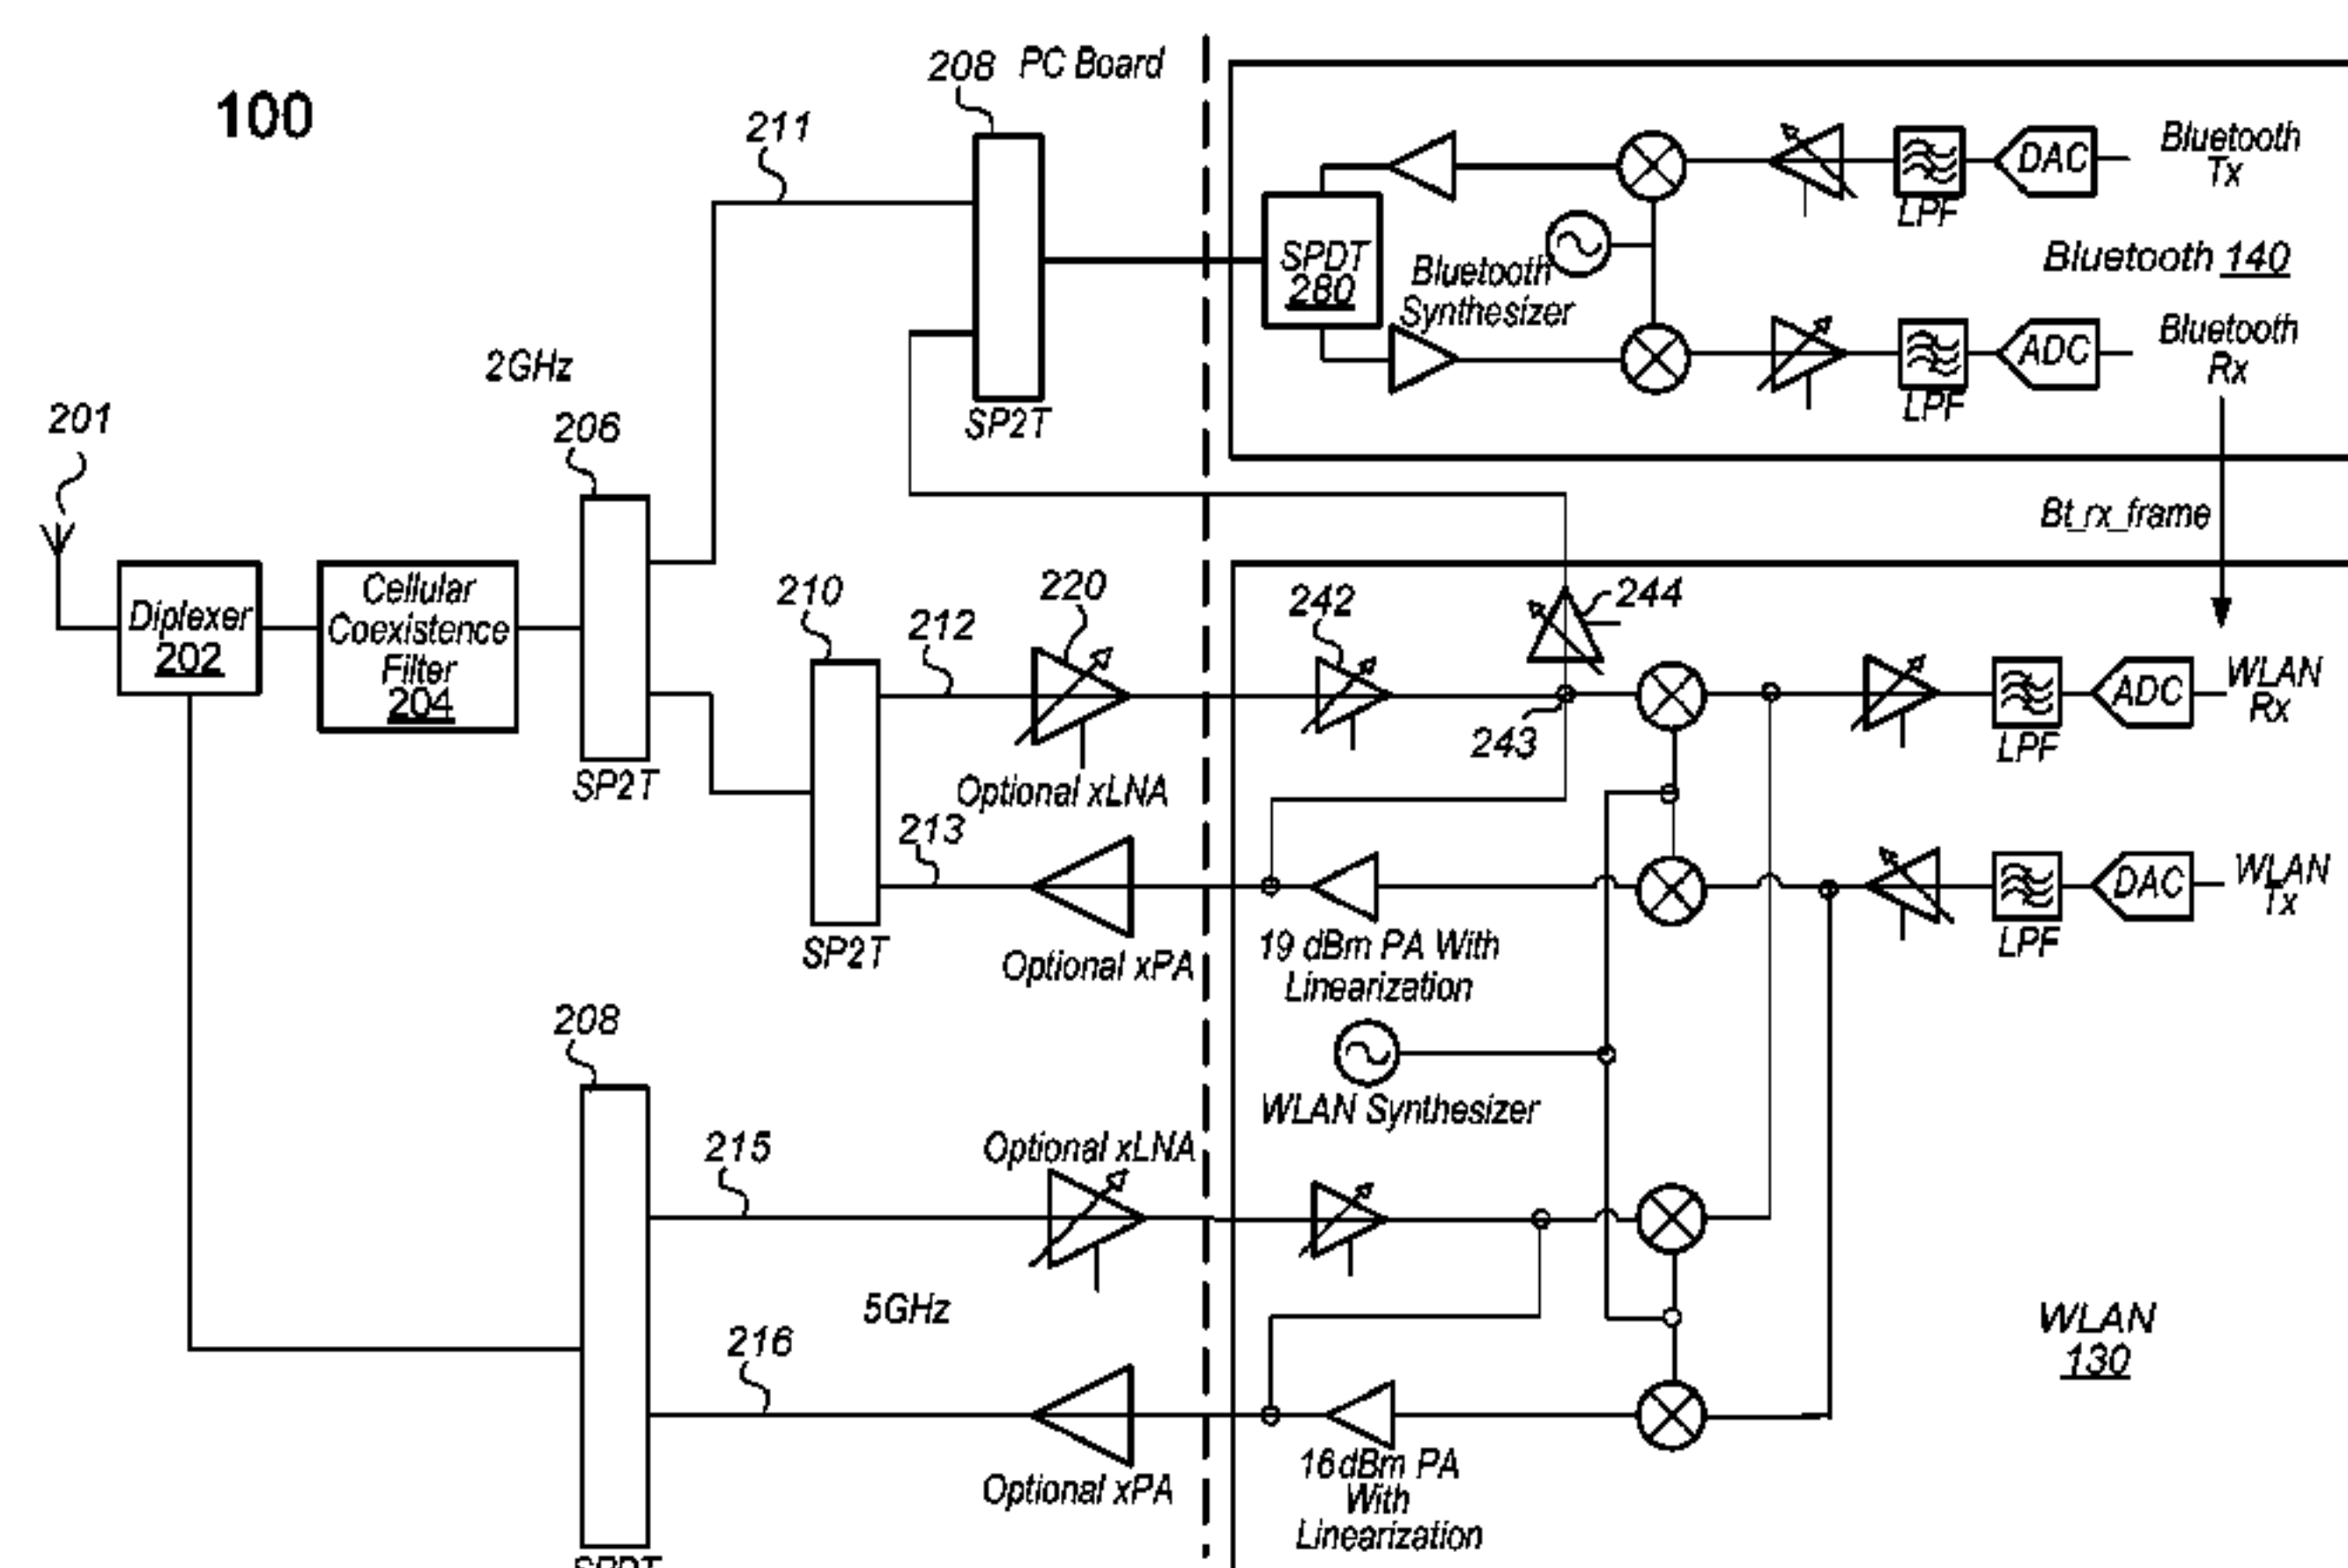 100
208 PC Board
211
Bluetooth
Tx
DAC
LPF
SPDT
280
Bluetooth
Synthesizer
Bluetooth 140
Bluetooth
Rx
ADC
LPF
SP2T
2GHz
206
201
Bt_rx_frame
Diplexer
202
Cellular
Coexistence
Filter
204
SP2T
210
212
220
Optional xLNA
242
244
243
WLAN
Rx
ADC
LPF
213
SP2T
Optional xPA
19 dBm PA With
Linearization
WLAN
Tx
DAC
LPF
WLAN Synthesizer
208
215
Optional xLNA
5GHz
216
Optional xPA
16dBm PA
With
Linearization
WLAN
130